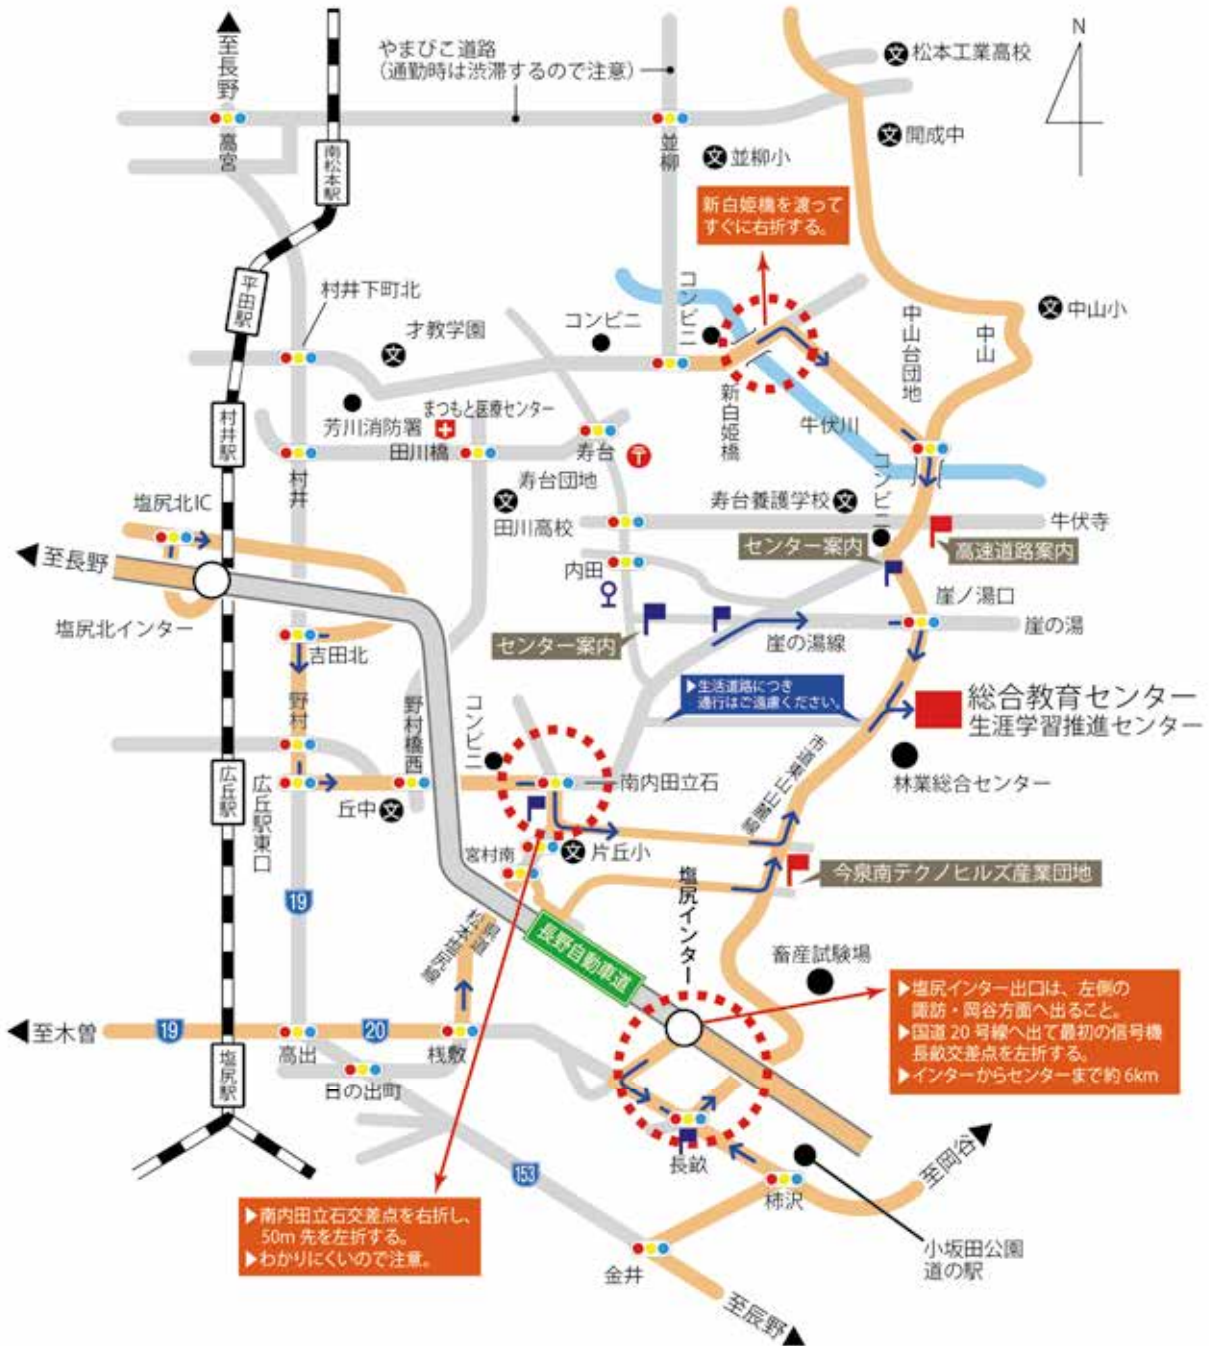 N
至長野
やまびこ道路
(通勤時は渋滞するので注意)
松本工業高校
文
高宮
南松本駅
並柳
文
並柳小
文
開成中
新白姫橋を渡って
すぐに右折する。
平田駅
村井下町北
文
才教学園
コンビニ
コンビニ
中山台団地
中山
文
中山小
村井駅
芳川消防署
まつもと医療センター
田川橋
寿台
〒
新白姫橋
牛伏川
村井
塩尻北IC
寿台団地
文
田川高校
寿台養護学校
文
コンビニ
牛伏寺
至長野
内田
センター案内
高速道路案内
塩尻北インター
吉田北
センター案内
崖の湯線
崖ノ湯口
崖の湯
野村
野村橋西
コンビニ
▶生活道路につき
通行はご遠慮ください。
総合教育センター
生涯学習推進センター
広丘駅
広丘駅東口
丘中
文
南内田立石
市道東山山麓線
林業総合センター
宮村南
文
片丘小
今泉南テクノヒルズ産業団地
19
県道
松本塩尻線
長野自動車道
塩尻インター
畜産試験場
至木曽
19
高出
20
桟敷
▶塩尻インター出口は、左側の
諏訪・岡谷方面へ出ること。
▶国道20号線へ出て最初の信号機
長畝交差点を左折する。
▶インターからセンターまで約6km
塩尻駅
日の出町
長畝
153
柿沢
至岡谷
▶南内田立石交差点を右折し、
50m先を左折する。
▶わかりにくいので注意。
金井
小坂田公園
道の駅
至辰野